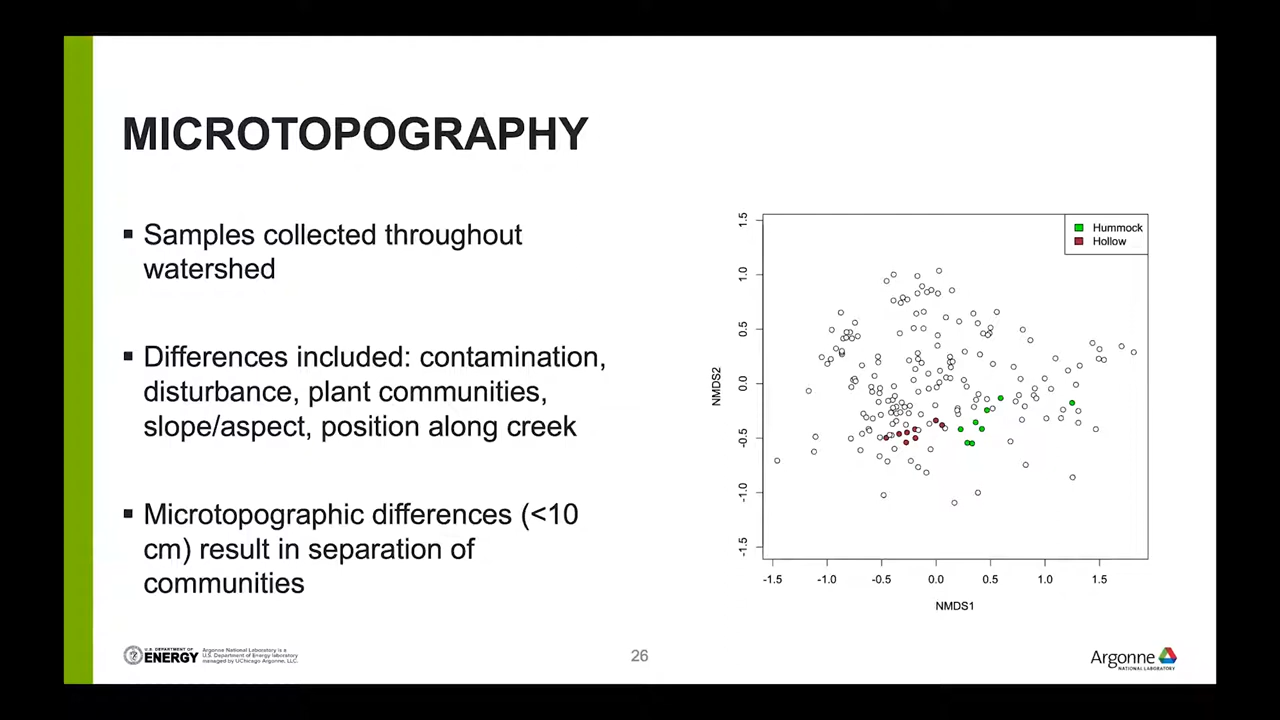 MICROTOPOGRAPHY
▪ Samples collected throughout
watershed
▪ Differences included: contamination,
disturbance, plant communities,
slope/aspect, position along creek
▪ Microtopographic differences (<10
cm) result in separation of
communities
Hummock
Hollow
1.5
1.0
0.5
0.0
-0.5
-1.0
-1.5
NMDS2
-1.5 -1.0 -0.5 0.0 0.5 1.0 1.5
NMDS1
U.S. DEPARTMENT OF
ENERGY
Argonne National Laboratory is a
U.S. Department of Energy laboratory
managed by UChicago Argonne, LLC.
26
Argonne
NATIONAL LABORATORY